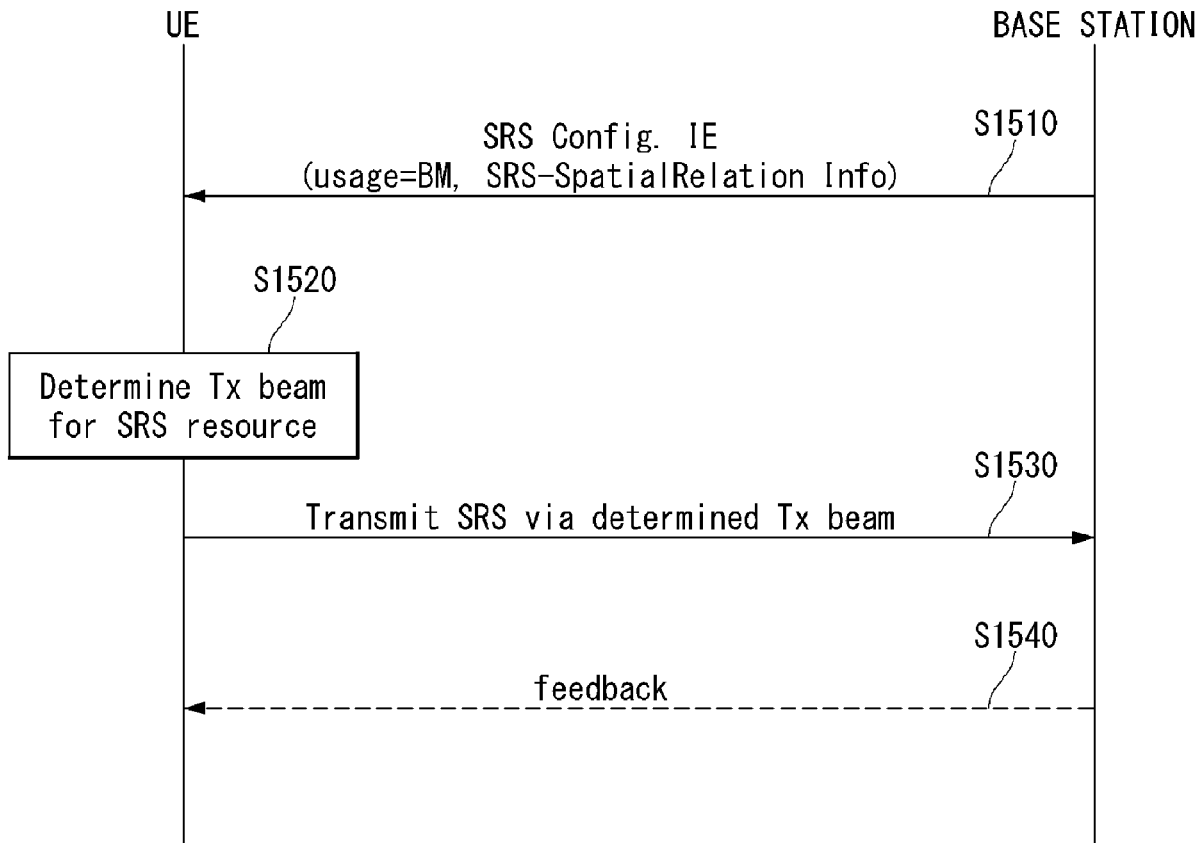 UE
BASE STATION
S1510
SRS Config. IE
(usage=BM, SRS-SpatialRelation Info)
S1520
Determine Tx beam
for SRS resource
S1530
Transmit SRS via determined Tx beam
S1540
feedback